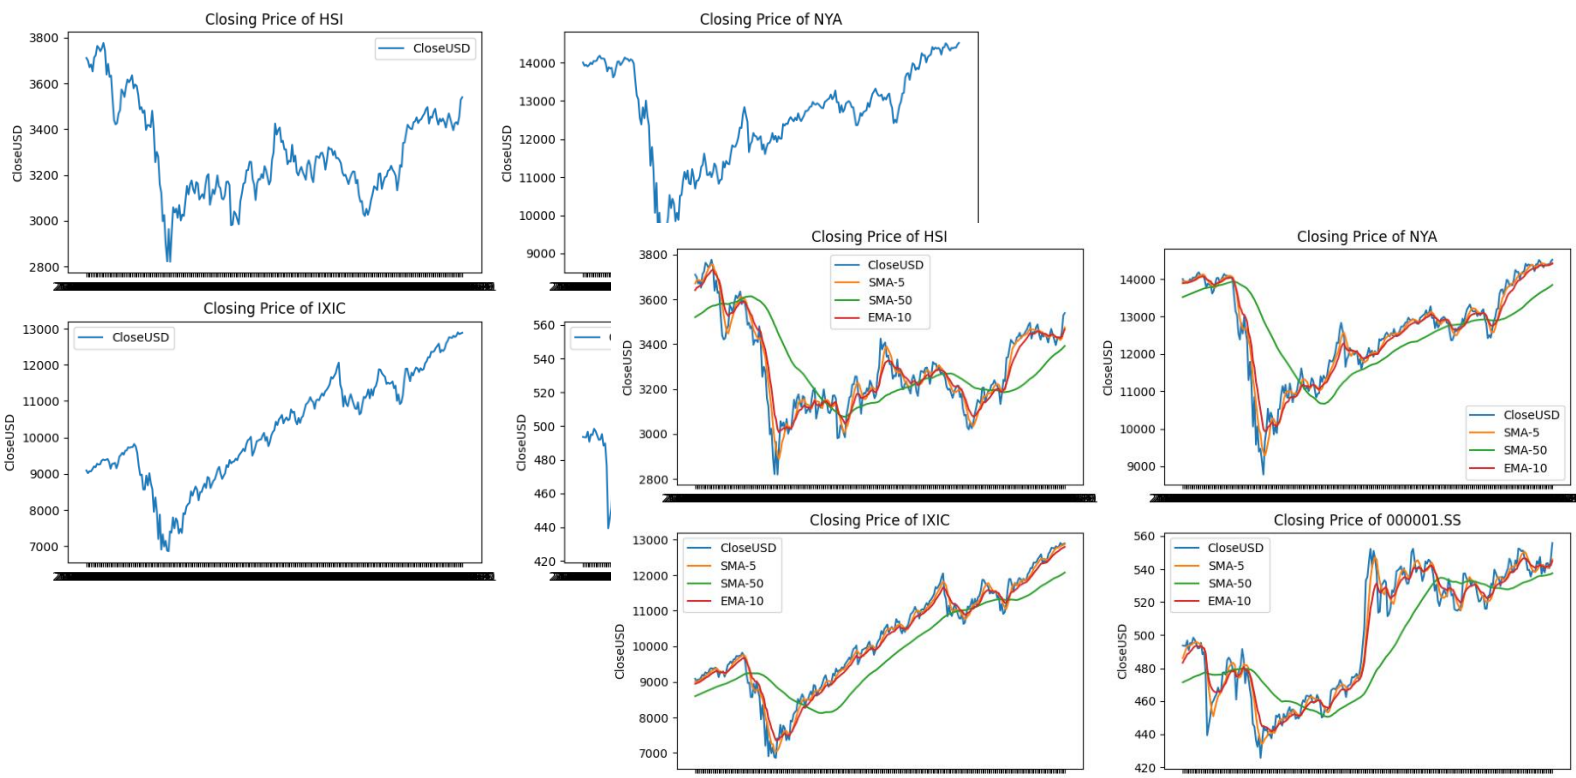 Closing Price of HSI
3800
3600
3400
3200
3000
2800
CloseUSD
CloseUSD
Closing Price of NYA
14000
13000
12000
11000
10000
9000
CloseUSD
Closing Price of IXIC
13000
12000
11000
10000
9000
8000
7000
CloseUSD
CloseUSD
560
540
520
500
480
460
440
420
CloseUSD
Closing Price of HSI
3800
3600
3400
3200
3000
2800
CloseUSD
CloseUSD
SMA-5
SMA-50
EMA-10
Closing Price of NYA
14000
13000
12000
11000
10000
9000
CloseUSD
CloseUSD
SMA-5
SMA-50
EMA-10
Closing Price of IXIC
13000
12000
11000
10000
9000
8000
7000
CloseUSD
CloseUSD
SMA-5
SMA-50
EMA-10
Closing Price of 000001.SS
560
540
520
500
480
460
440
420
CloseUSD
CloseUSD
SMA-5
SMA-50
EMA-10